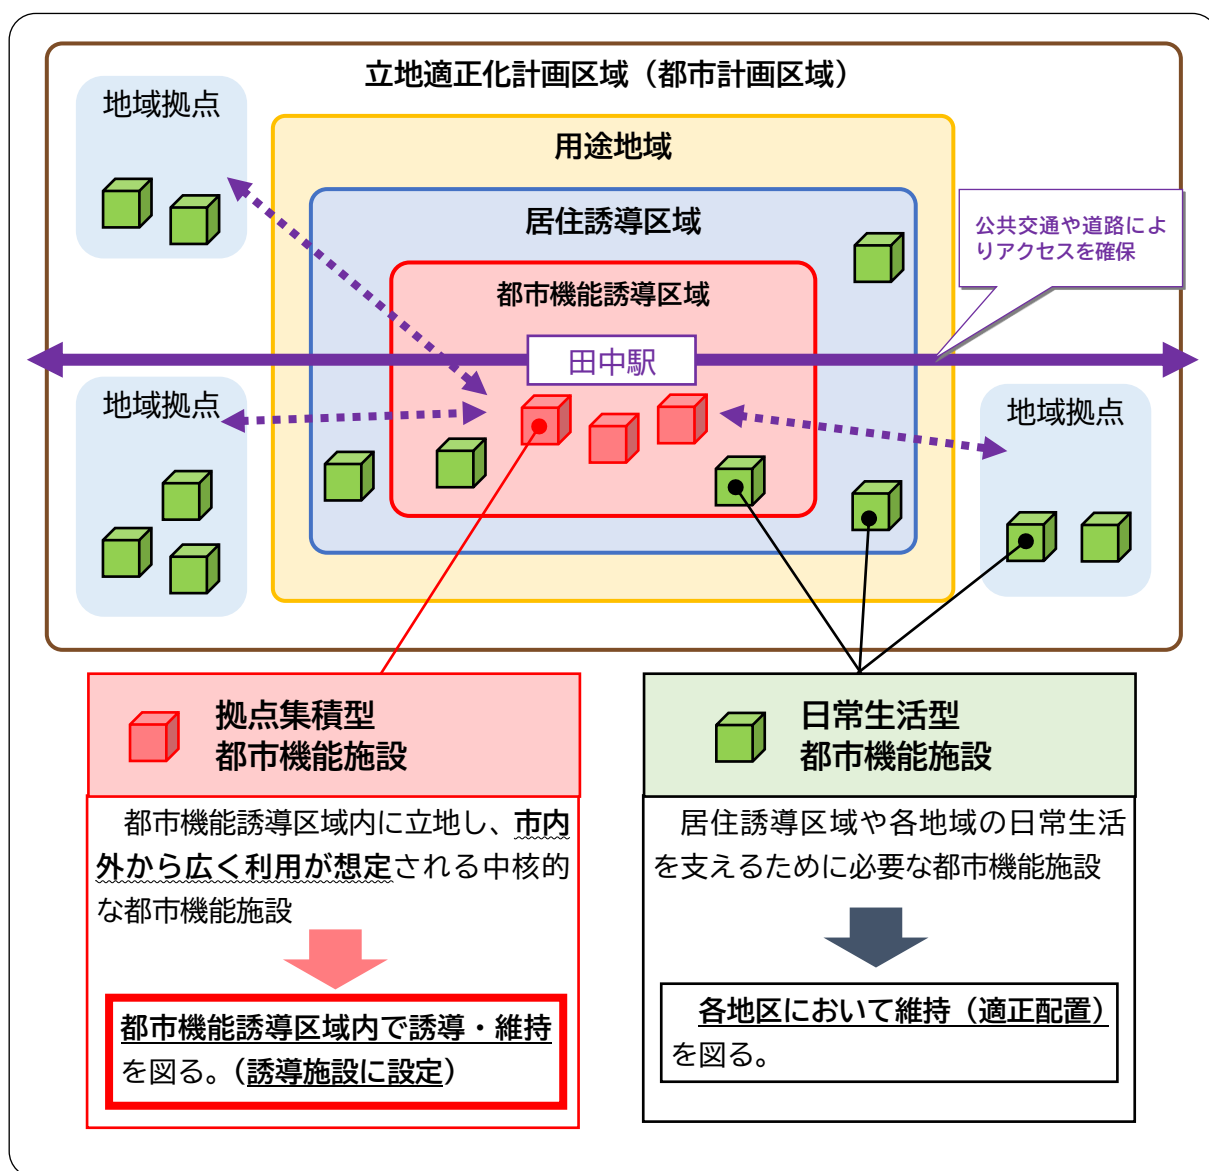 立地適正化計画区域（都市計画区域）
地域拠点
用途地域
居住誘導区域
公共交通や道路によ
りアクセスを確保
都市機能誘導区域
田中駅
地域拠点
地域拠点
拠点集積型
都市機能施設
都市機能誘導区域内に立地し、市内
外から広く利用が想定される中核的
な都市機能施設
都市機能誘導区域内で誘導・維持
を図る。（誘導施設に設定）
日常生活型
都市機能施設
居住誘導区域や各地域の日常生活
を支えるために必要な都市機能施設
各地区において維持（適正配置）
を図る。